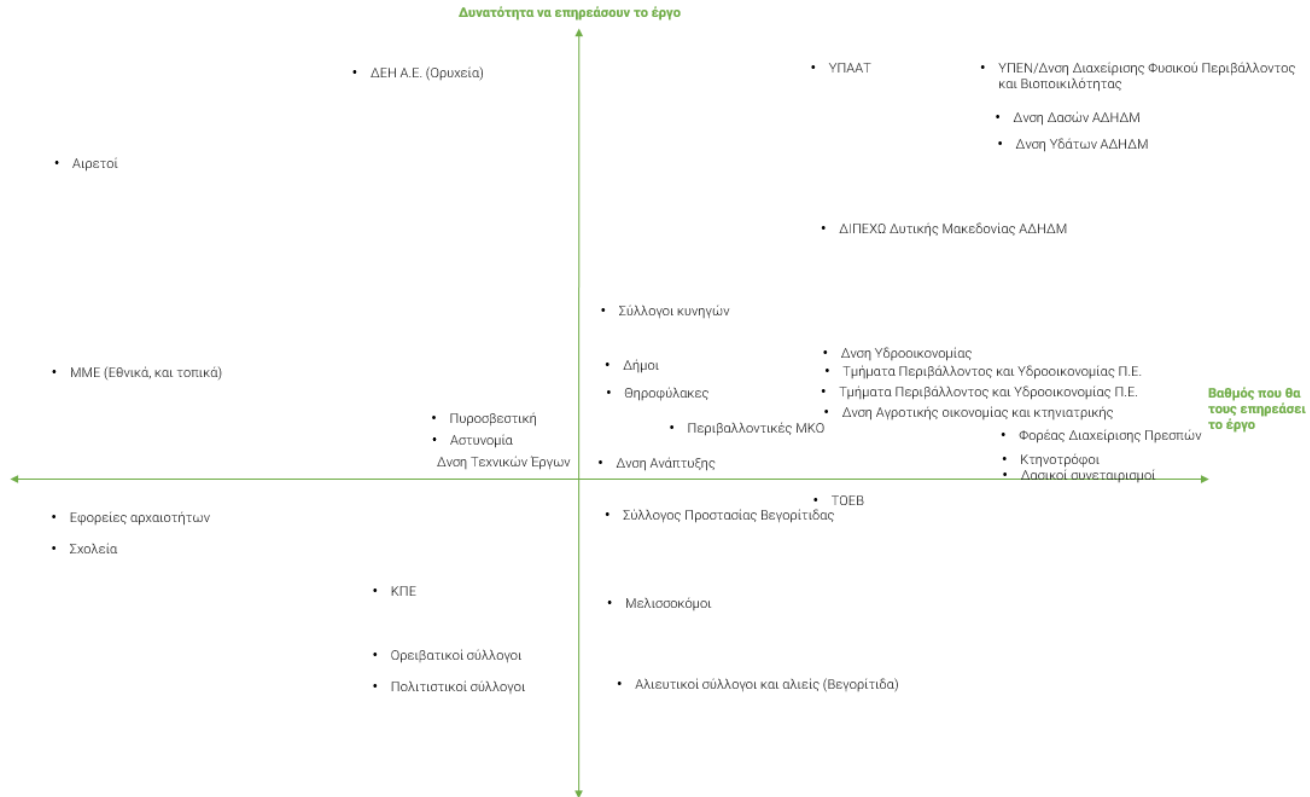 Δυνατότητα να επηρεάσουν το έργο
• ΔΕΗ Α.Ε. (Ορυχεία)
• ΥΠΑΑΤ
• ΥΠΕΝ/Δνση Διαχείρισης Φυσικού Περιβάλλοντος
και Βιοποικιλότητας
• Δνση Δασών ΑΔΗΔΜ
• Δνση Υδάτων ΑΔΗΔΜ
• Αιρετοί
• ΔΙΠΕΧΩ Δυτικής Μακεδονίας ΑΔΗΔΜ
• Σύλλογοι κυνηγών
• Δήμοι
• Θηροφύλακες
• Δνση Υδροοικονομίας
• Τμήματα Περιβάλλοντος και Υδροοικονομίας Π.Ε.
• Τμήματα Περιβάλλοντος και Υδροοικονομίας Π.Ε.
• Δνση Αγροτικής οικονομίας και κτηνιατρικής
• ΜΜΕ (Εθνικά, και τοπικά)
Βαθμός που θα
τους επηρεάσει
το έργο
• Πυροσβεστική
• Αστυνομία
Δνση Τεχνικών Έργων
• Περιβαλλοντικές ΜΚΟ
• Δνση Ανάπτυξης
• Φορέας Διαχείρισης Πρεσπών
• Κτηνοτρόφοι
• Δασικοί συνεταιρισμοί
• ΤΟΕΒ
• Σύλλογος Προστασίας Βεγορίτιδας
• Εφορείες αρχαιοτήτων
• Σχολεία
• ΚΠΕ
• Μελισσοκόμοι
• Ορειβατικοί σύλλογοι
• Πολιτιστικοί σύλλογοι
• Αλιευτικοί σύλλογοι και αλιείς (Βεγορίτιδα)